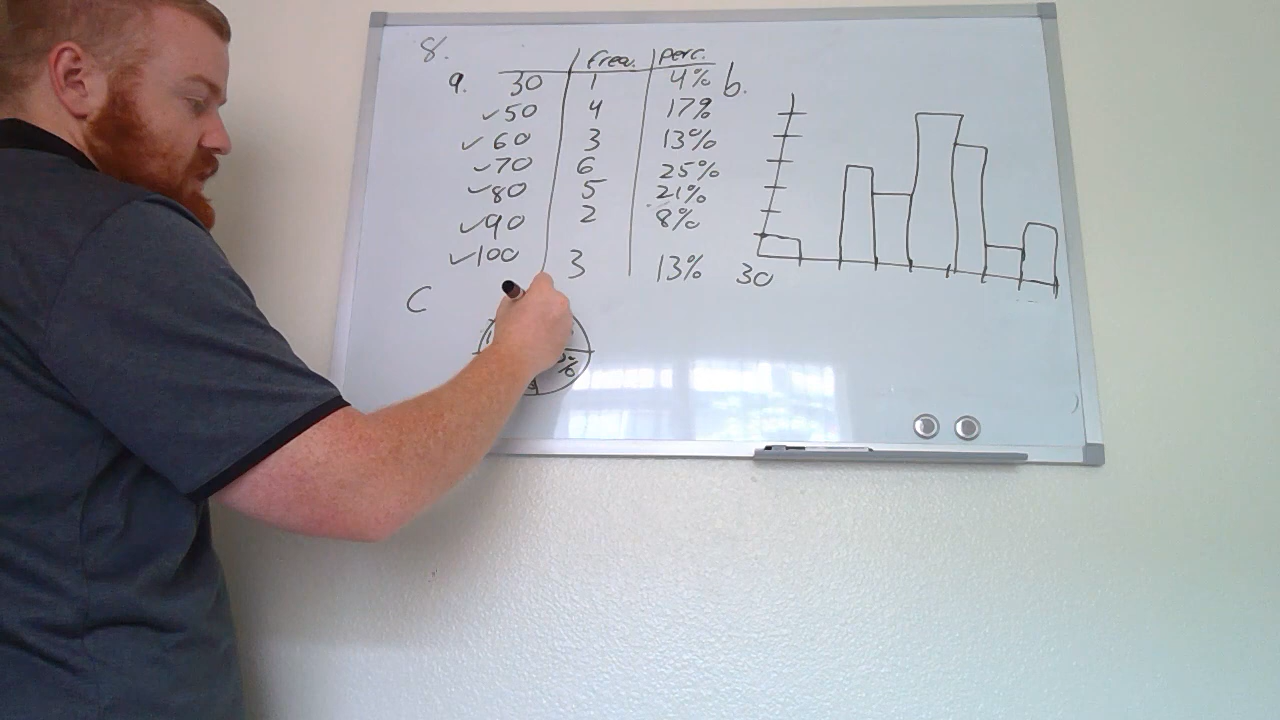 8.
freq. perc.
a. 30 1 4%
✓50 4 17%
✓60 3 13%
✓70 6 25%
✓80 5 21%
✓90 2 8%
✓100 3 13%
b.
30
C